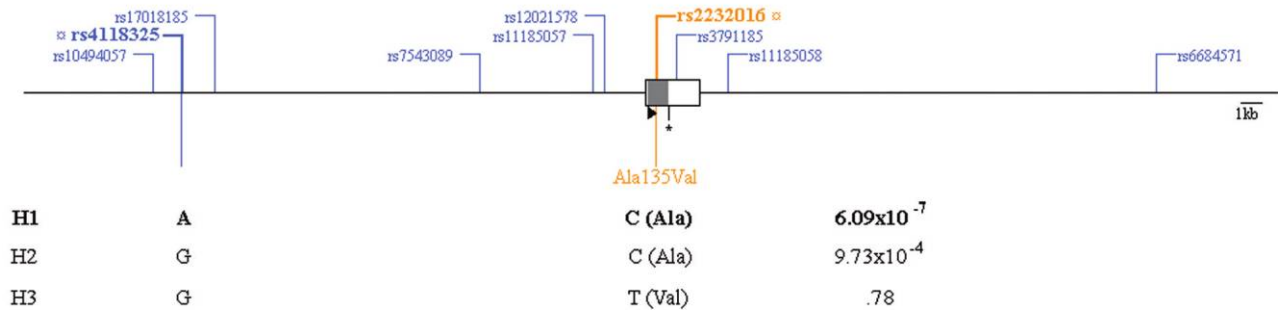 rs17018185
rs12021578
¤ rs2232016
¤ rs4118325
rs11185057
rs3791185
rs10494057
rs7543089
rs11185058
rs6684571
1kb
*
Ala135Val
H1 A C (Ala) 6.09x10-7
H2 G C (Ala) 9.73x10-4
H3 G T (Val) .78